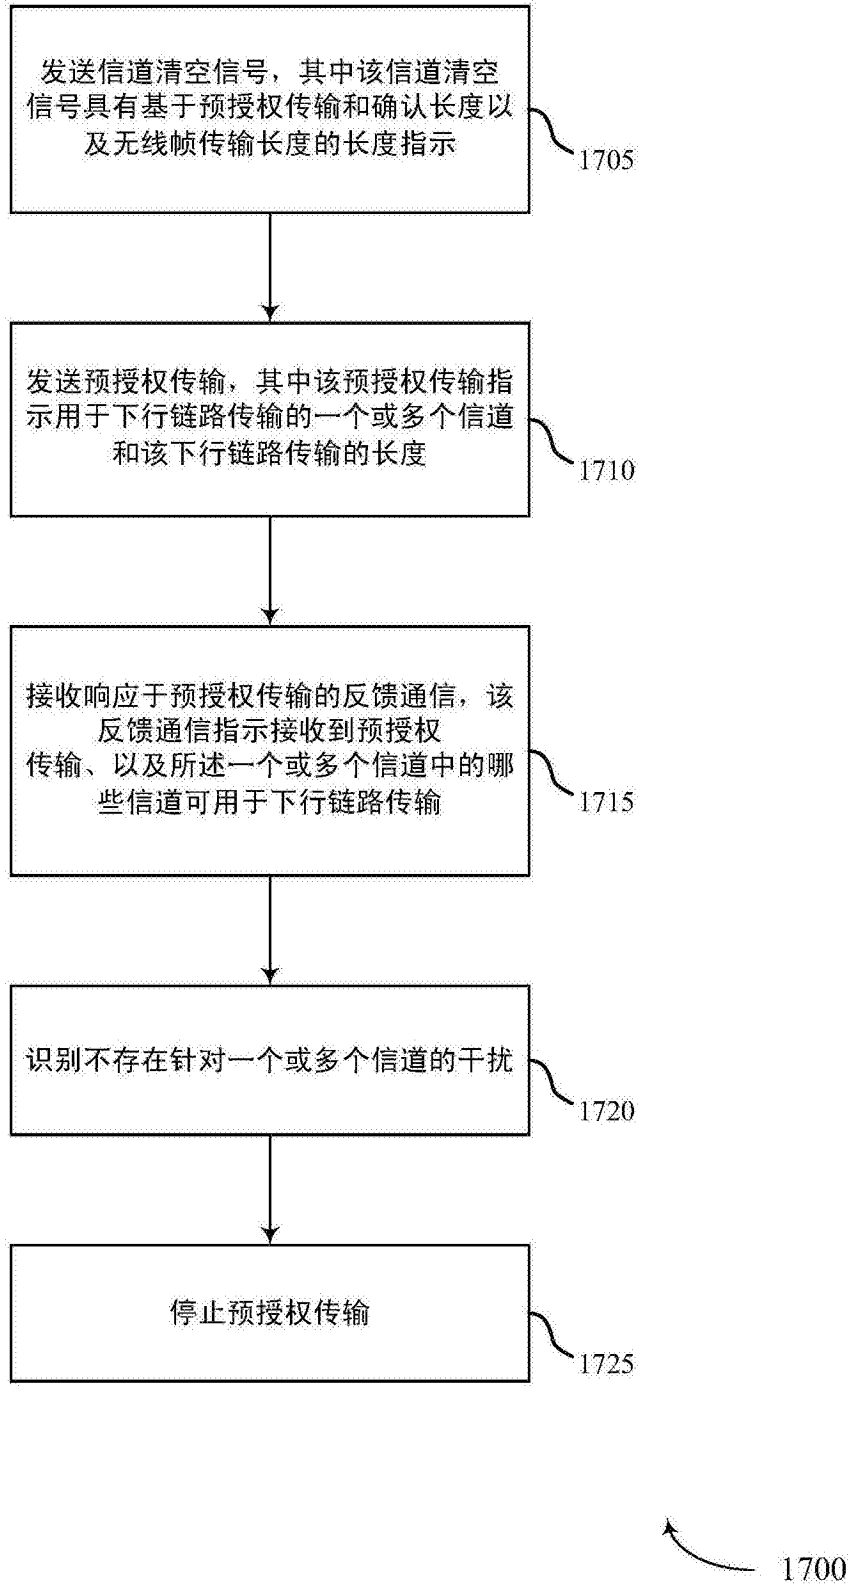 发送信道清空信号，其中该信道清空
信号具有基于预授权传输和确认长度以
及无线帧传输长度的长度指示
1705
发送预授权传输，其中该预授权传输指
示用于下行链路传输的一个或多个信道
和该下行链路传输的长度
1710
接收响应于预授权传输的反馈通信，该
反馈通信指示接收到预授权
传输、以及所述一个或多个信道中的哪
些信道可用于下行链路传输
1715
识别不存在针对一个或多个信道的干扰
1720
停止预授权传输
1725
1700